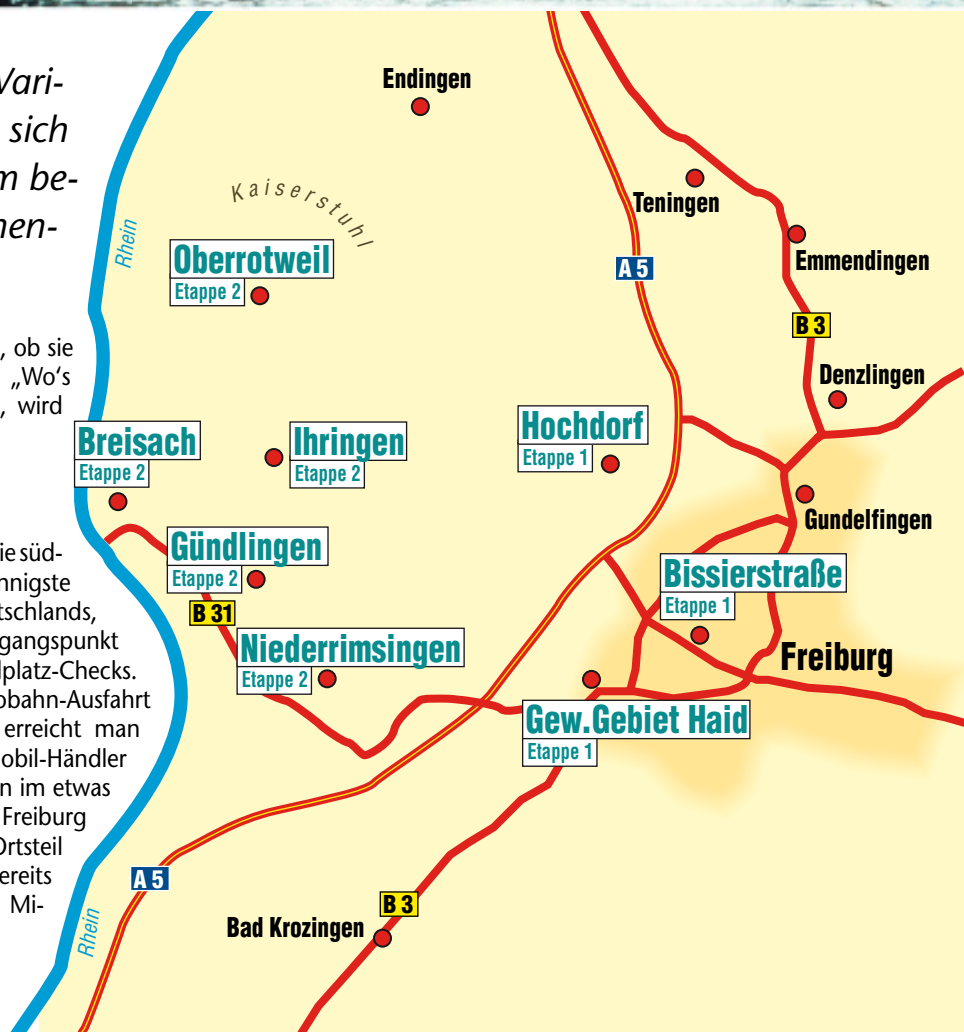 Vari-
sich
m be-
nen-
, ob sie
„Wo's
, wird
ie süd-
nnigste
tschlands,
gangspunkt
lplatz-Checks.
obahn-Ausfahrt
erreicht man
obil-Händler
n im etwas
Freiburg
Ortsteil
ereits
Mi-
Endingen
Kaiserstuhl
Rhein
Teningen
Emmendingen
Oberrotweil
Etappe 2
A 5
B 3
Denzlingen
Breisach
Etappe 2
Ihringen
Etappe 2
Hochdorf
Etappe 1
Gundelfingen
Gündlingen
Etappe 2
B 31
Bissierstraße
Etappe 1
Niederrimsingen
Etappe 2
Freiburg
Gew.Gebiet Haid
Etappe 1
A 5
B 3
Bad Krozingen
Rhein